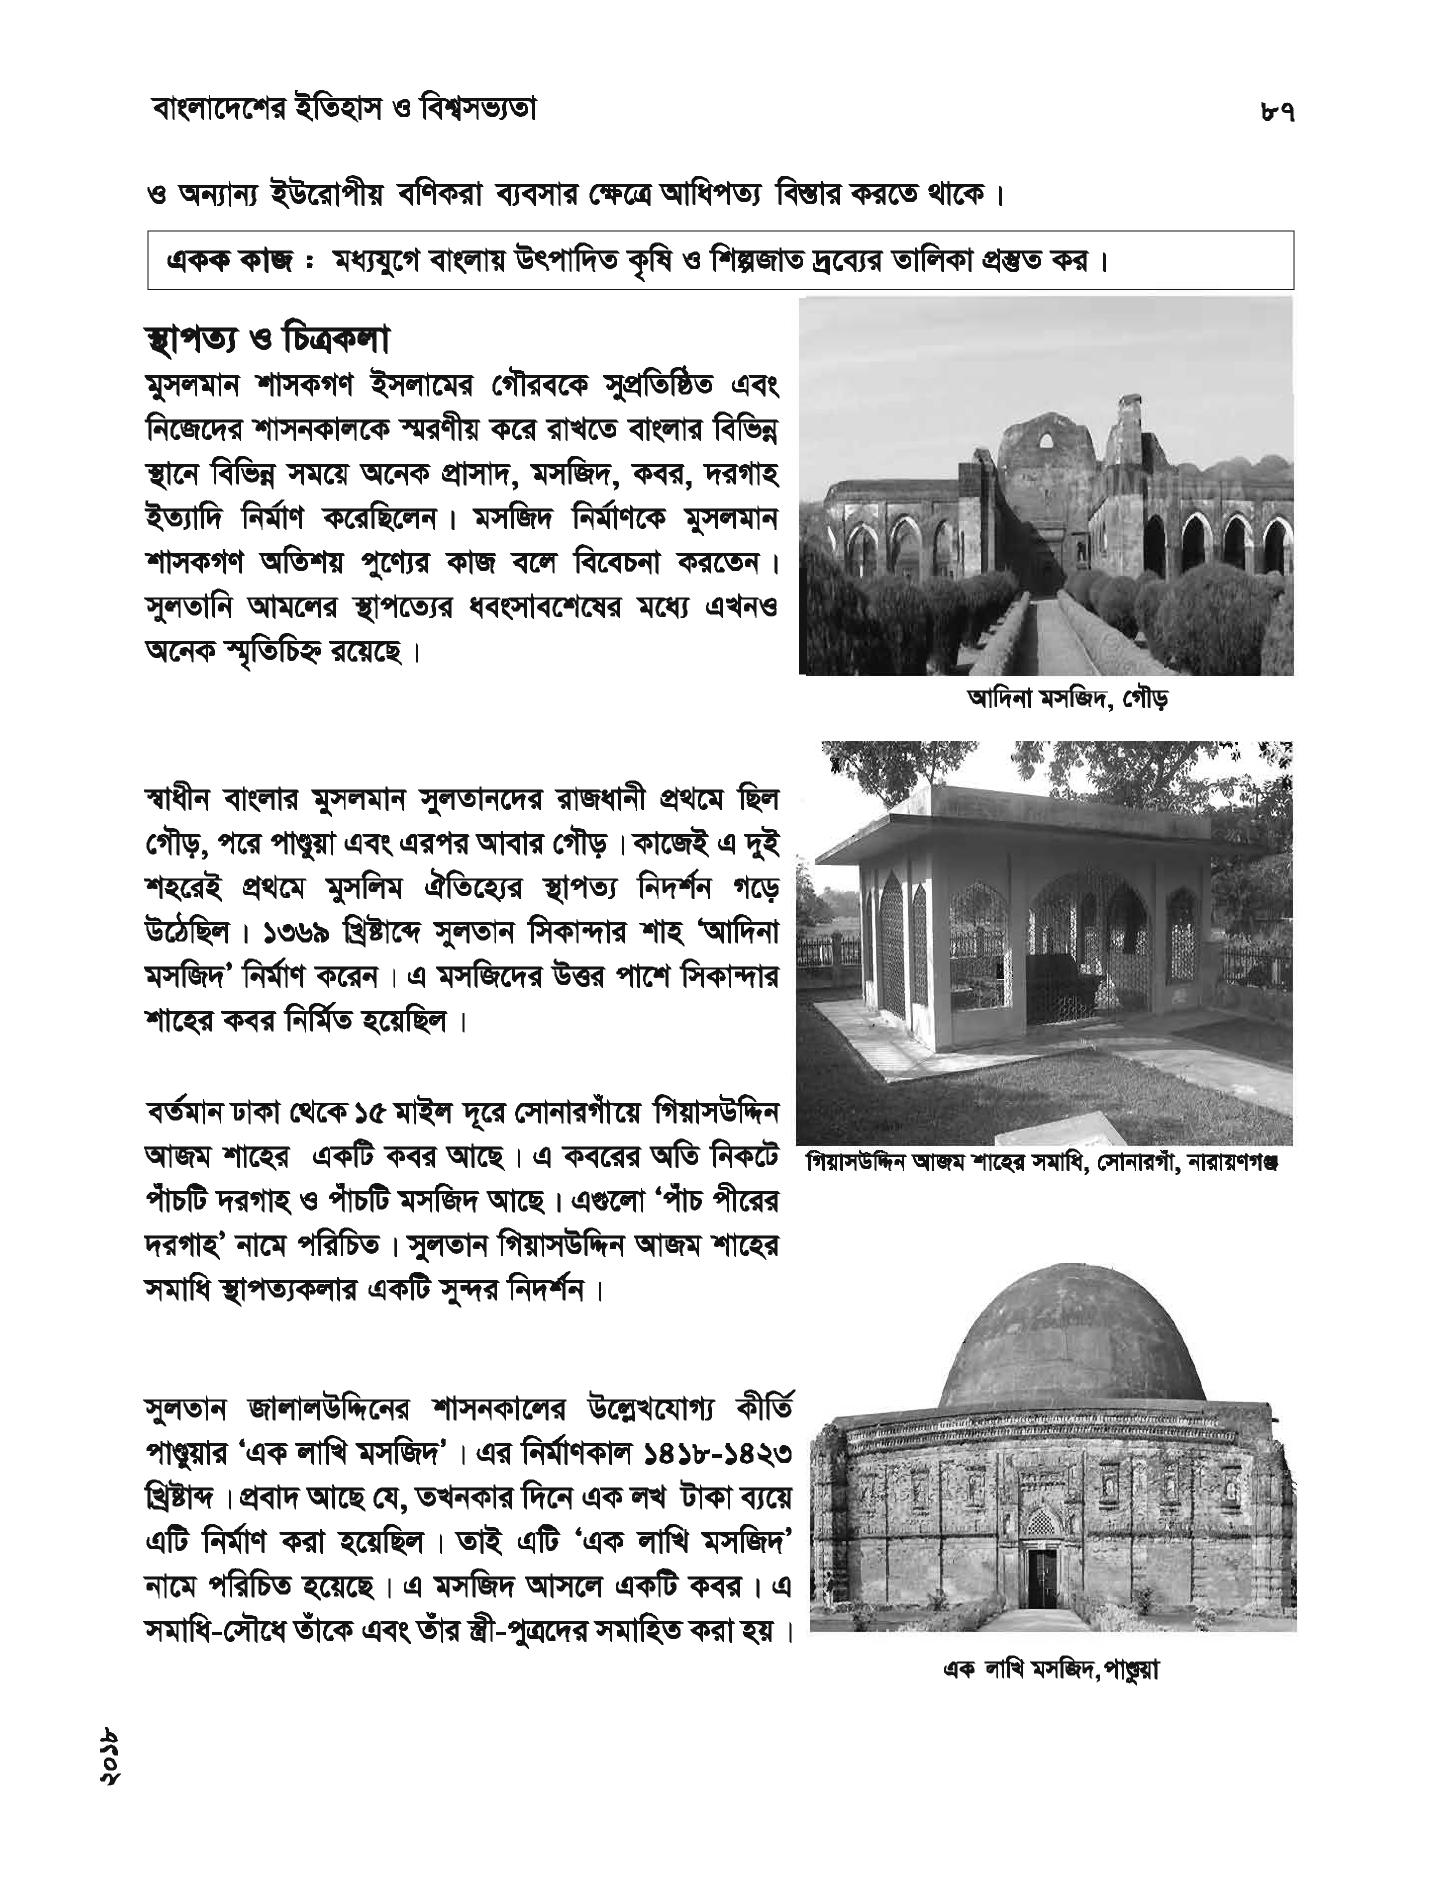 বাংলাদেশের ইতিহাস ও বিশ্বসভ্যতা
৮৭
ও অন্যান্য ইউরোপীয় বণিকরা ব্যবসার ক্ষেত্রে আধিপত্য বিস্তার করতে থাকে।
একক কাজ : মধ্যযুগে বাংলায় উৎপাদিত কৃষি ও শিল্পজাত দ্রব্যের তালিকা প্রস্তুত কর।
স্থাপত্য ও চিত্রকলা
মুসলমান শাসকগণ ইসলামের গৌরবকে সুপ্রতিষ্ঠিত এবং
নিজেদের শাসনকালকে স্মরণীয় করে রাখতে বাংলার বিভিন্ন
স্থানে বিভিন্ন সময়ে অনেক প্রাসাদ, মসজিদ, কবর, দরগাহ
ইত্যাদি নির্মাণ করেছিলেন। মসজিদ নির্মাণকে মুসলমান
শাসকগণ অতিশয় পুণ্যের কাজ বলে বিবেচনা করতেন।
সুলতানি আমলের স্থাপত্যের ধ্বংসাবশেষের মধ্যে এখনও
অনেক স্মৃতিচিহ্ন রয়েছে।
আদিনা মসজিদ, গৌড়
স্বাধীন বাংলার মুসলমান সুলতানদের রাজধানী প্রথমে ছিল
গৌড়, পরে পাণ্ডুয়া এবং এরপর আবার গৌড়। কাজেই এ দুই
শহরেই প্রথমে মুসলিম ঐতিহ্যের স্থাপত্য নিদর্শন গড়ে
উঠেছিল। ১৩৬৯ খ্রিষ্টাব্দে সুলতান সিকান্দার শাহ ‘আদিনা
মসজিদ’ নির্মাণ করেন। এ মসজিদের উত্তর পাশে সিকান্দার
শাহের কবর নির্মিত হয়েছিল।
বর্তমান ঢাকা থেকে ১৫ মাইল দূরে সোনারগাঁয়ে গিয়াসউদ্দিন
আজম শাহের একটি কবর আছে। এ কবরের অতি নিকটে
পাঁচটি দরগাহ ও পাঁচটি মসজিদ আছে। এগুলো ‘পাঁচ পীরের
দরগাহ’ নামে পরিচিত। সুলতান গিয়াসউদ্দিন আজম শাহের
সমাধি স্থাপত্যকলার একটি সুন্দর নিদর্শন।
গিয়াসউদ্দিন আজম শাহের সমাধি, সোনারগাঁ, নারায়ণগঞ্জ
সুলতান জালালউদ্দিনের শাসনকালের উল্লেখযোগ্য কীর্তি
পাণ্ডুয়ার ‘এক লাখি মসজিদ’। এর নির্মাণকাল ১৪১৮-১৪২৩
খ্রিষ্টাব্দ। প্রবাদ আছে যে, তখনকার দিনে এক লখ টাকা ব্যয়ে
এটি নির্মাণ করা হয়েছিল। তাই এটি ‘এক লাখি মসজিদ’
নামে পরিচিত হয়েছে। এ মসজিদ আসলে একটি কবর। এ
সমাধি-সৌধে তাঁকে এবং তাঁর স্ত্রী-পুত্রদের সমাহিত করা হয়।
এক লাখি মসজিদ,পাণ্ডুয়া
২০১৮